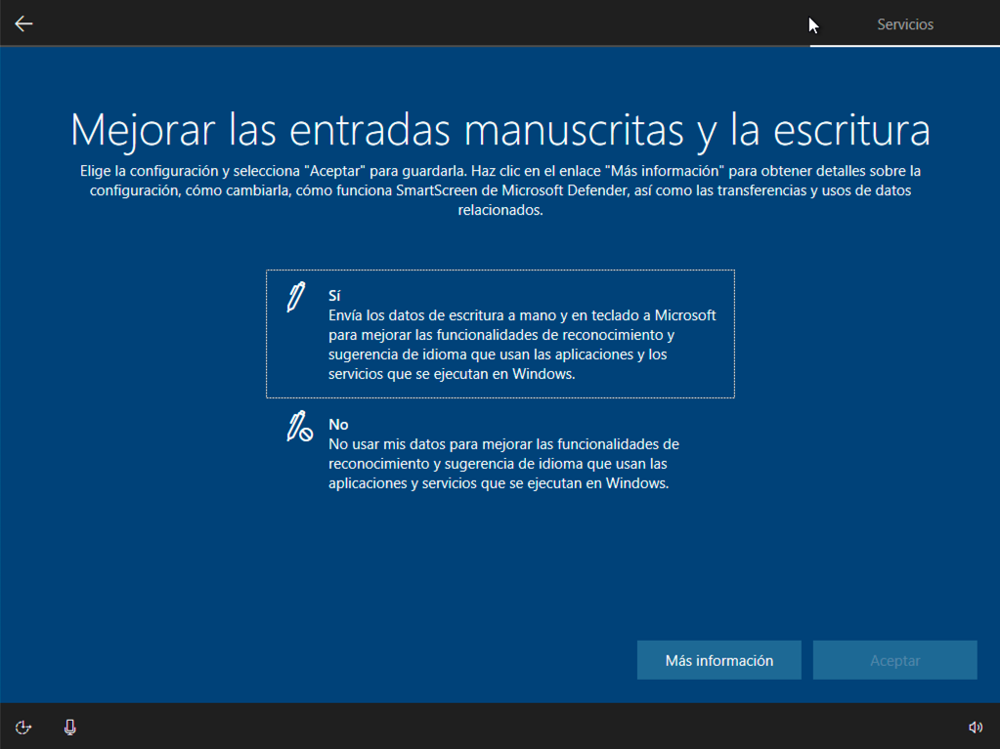 Servicios
Mejorar las entradas manuscritas y la escritura
Elige la configuración y selecciona "Aceptar" para guardarla. Haz clic en el enlace "Más información" para obtener detalles sobre la
configuración, cómo cambiarla, cómo funciona SmartScreen de Microsoft Defender, así como las transferencias y usos de datos
relacionados.
Sí
Envía los datos de escritura a mano y en teclado a Microsoft
para mejorar las funcionalidades de reconocimiento y
sugerencia de idioma que usan las aplicaciones y los
servicios que se ejecutan en Windows.
No
No usar mis datos para mejorar las funcionalidades de
reconocimiento y sugerencia de idioma que usan las
aplicaciones y servicios que se ejecutan en Windows.
Más información
Aceptar